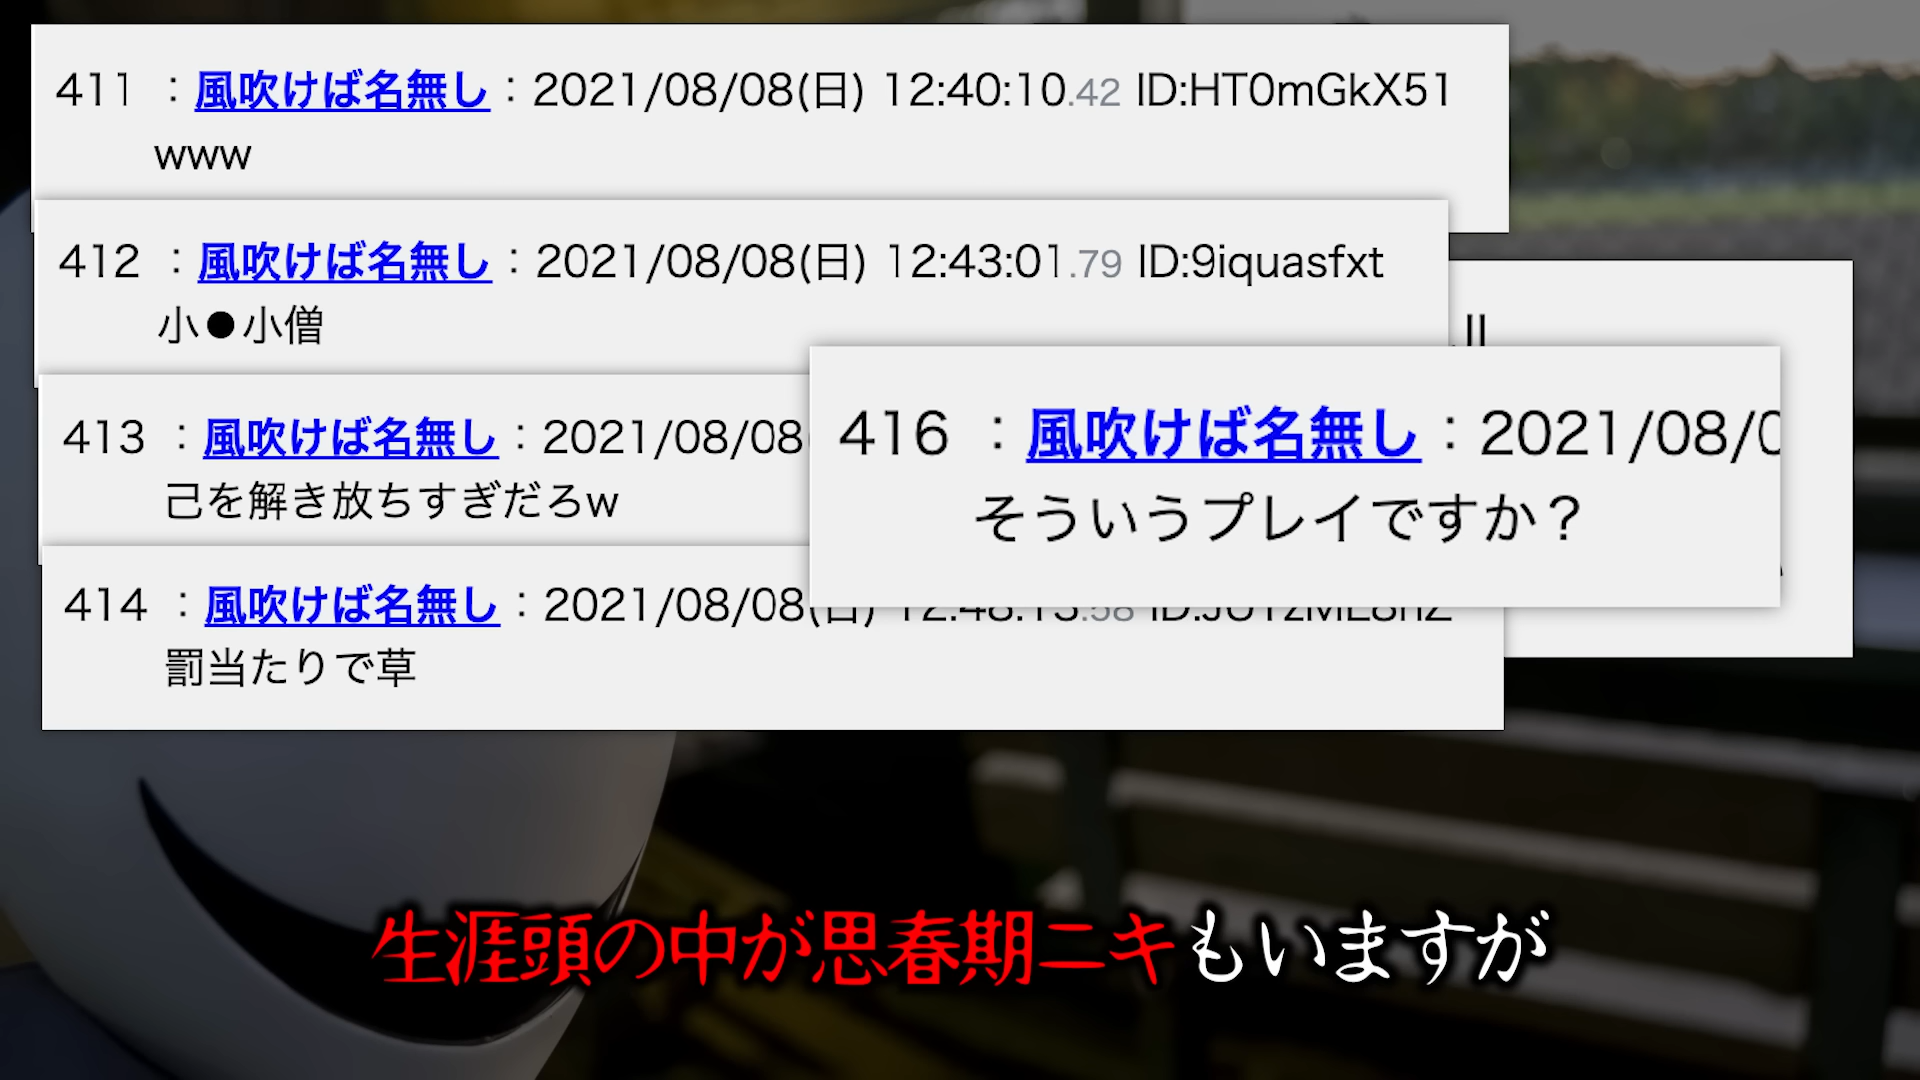 411 ：風吹けば名無し：2021/08/08(日) 12:40:10.42 ID:HT0mGkX51
www
412 ：風吹けば名無し：2021/08/08(日) 12:43:01.79 ID:9iquasfxt
小●小僧
413 ：風吹けば名無し：2021/08/08
己を解き放ちすぎだろw
414 ：風吹けば名無し：2021/08/08(日)
罰当たりで草
416 ：風吹けば名無し：2021/08/0
そういうプレイですか？
生涯頭の中が思春期ニキもいますが